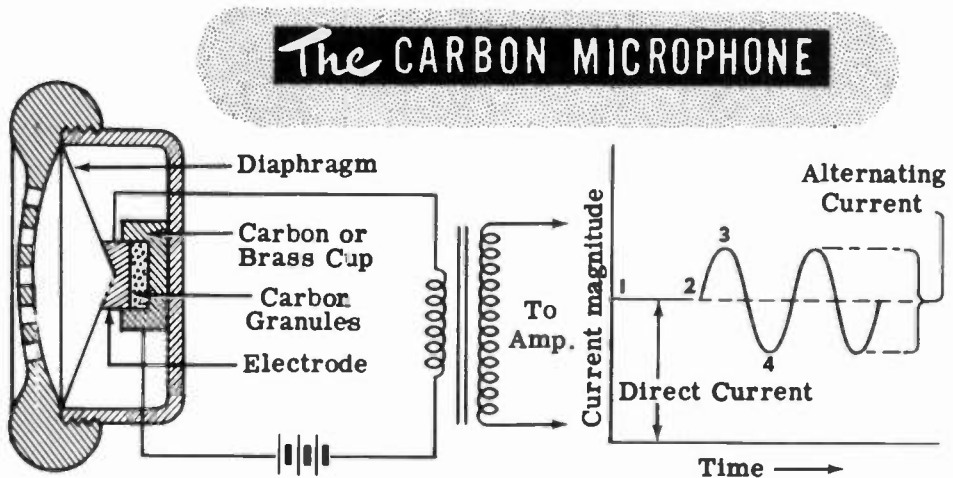 The CARBON MICROPHONE
Diaphragm
Carbon or
Brass Cup
Carbon
Granules
Electrode
To
Amp.
Current magnitude
Alternating
Current
1
2
3
4
Direct Current
Time